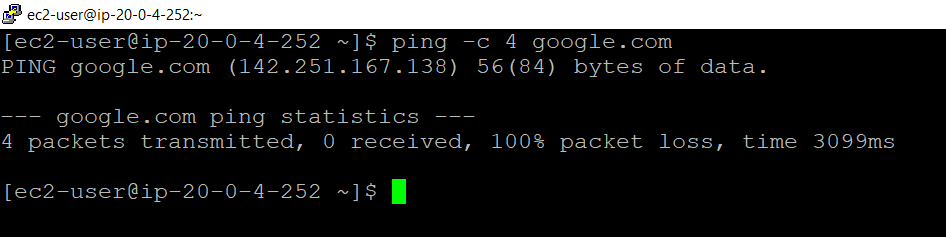 ec2-user@ip-20-0-4-252:~
[ec2-user@ip-20-0-4-252 ~]$ ping -c 4 google.com
PING google.com (142.251.167.138) 56(84) bytes of data.
--- google.com ping statistics ---
4 packets transmitted, 0 received, 100% packet loss, time 3099ms
[ec2-user@ip-20-0-4-252 ~]$